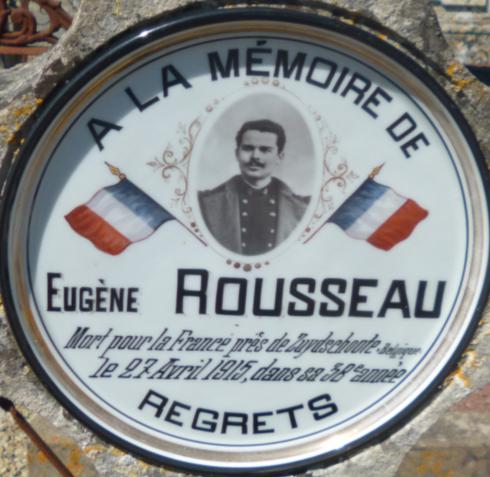 A LA MÉMOIRE DE
EUGÈNE ROUSSEAU
Mort pour la France près de Zuydschoote - Belgique
le 27 Avril 1915, dans sa 38e année
REGRETS